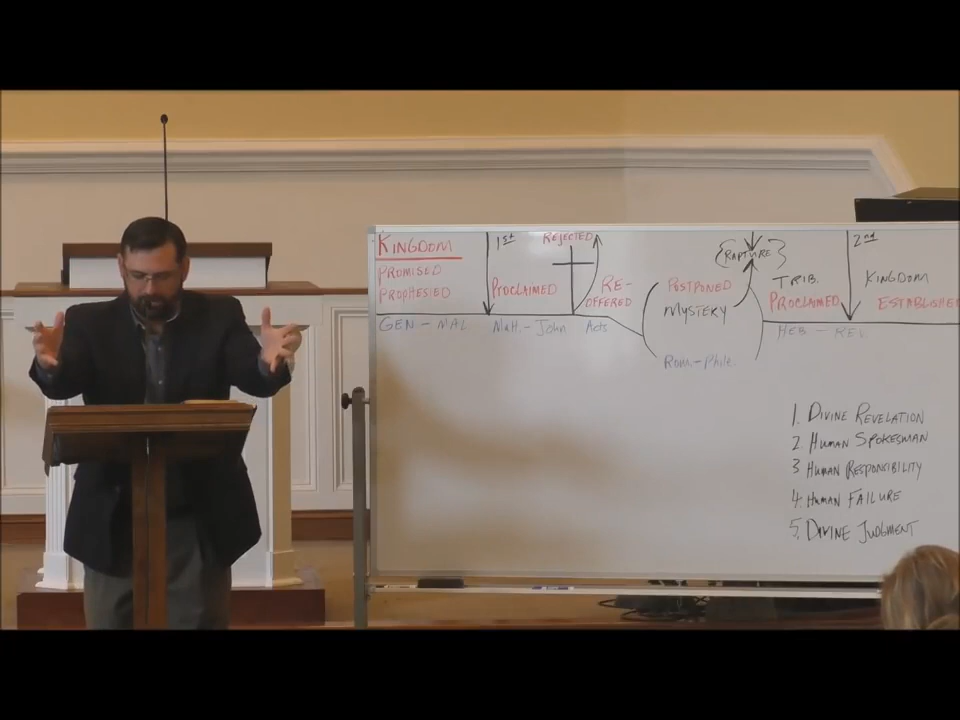 KINGDOM
PROMISED
PROPHESIED
GEN - MAL
1st
PROCLAIMED
Matt. - John
REJECTED
RE-
OFFERED
Acts
POSTPONED
MYSTERY
Rom. - Phile.
{RAPTURE}
TRIB.
PROCLAIMED
HEB - REV
2nd
KINGDOM
ESTABLISHED
1. DIVINE REVELATION
2 HUMAN SPOKESMAN
3 HUMAN RESPONSIBILITY
4. HUMAN FAILURE
5. DIVINE JUDGMENT